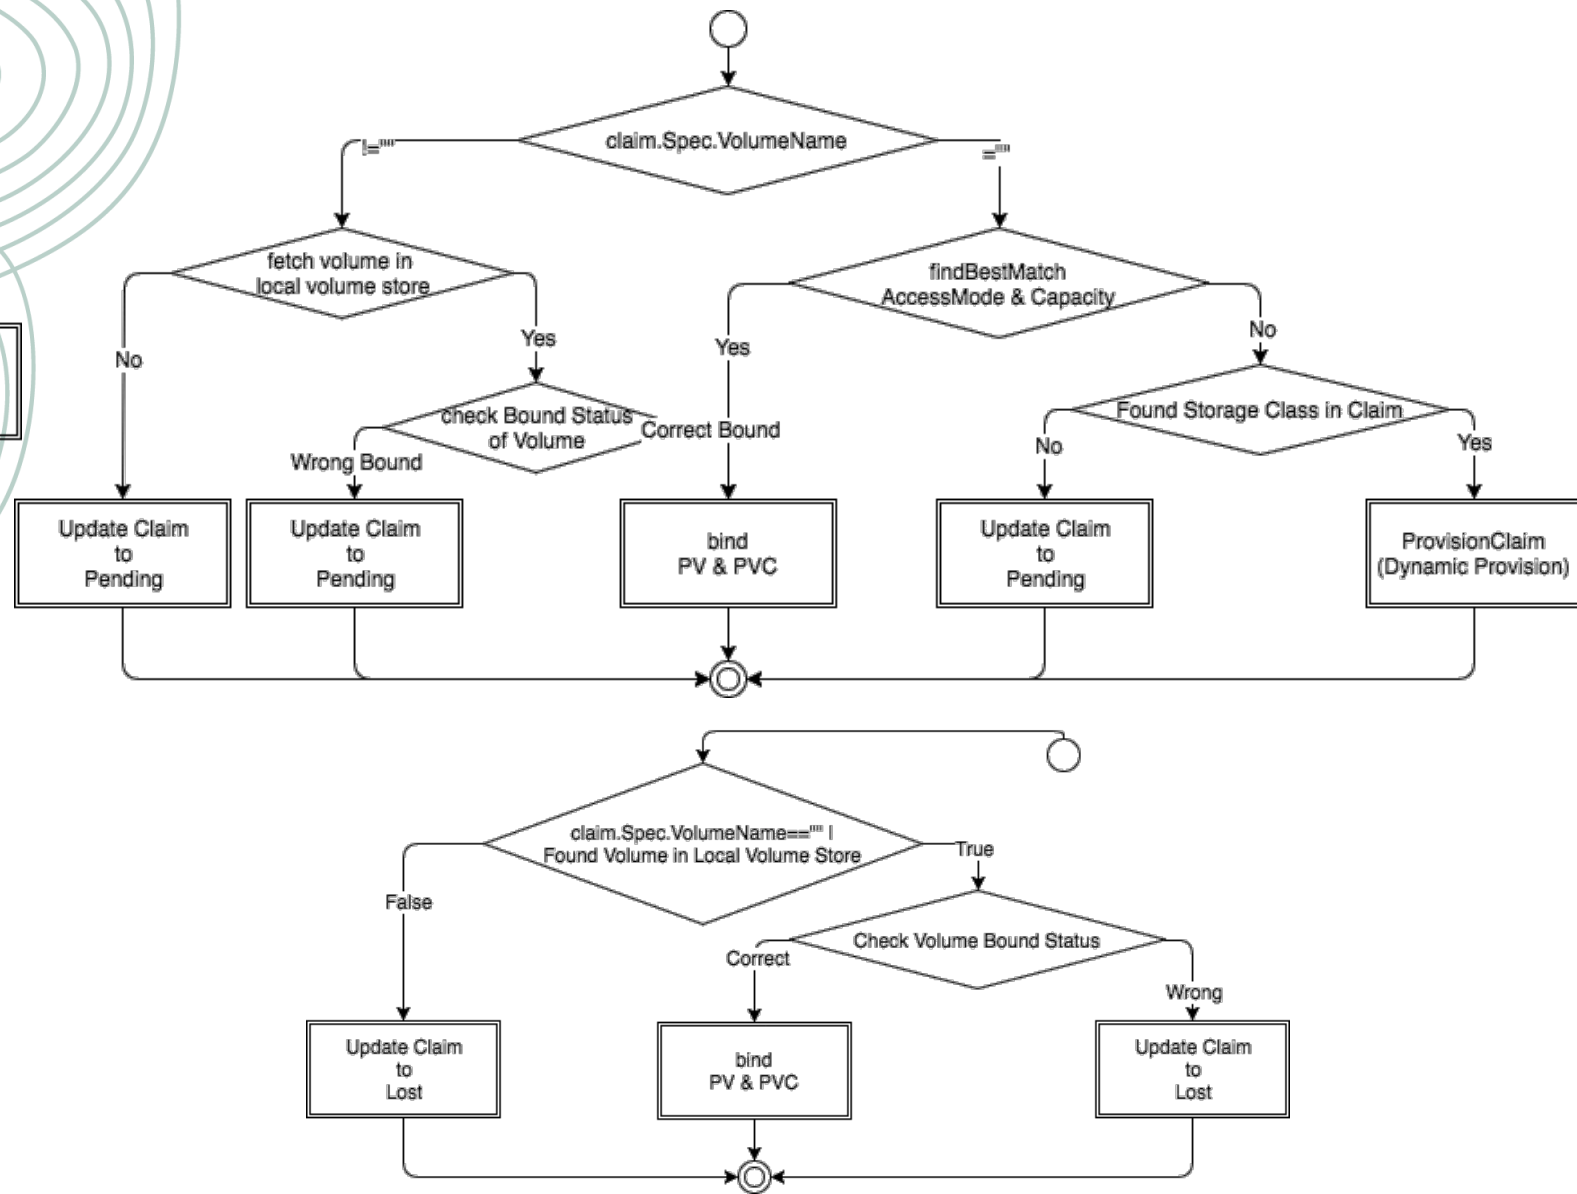 claim.Spec.VolumeName
!=""
=""
fetch volume in
local volume store
findBestMatch
AccessMode & Capacity
No
Yes
Yes
No
check Bound Status
of Volume
Correct Bound
Wrong Bound
Found Storage Class in Claim
No
Yes
Update Claim
to
Pending
Update Claim
to
Pending
bind
PV & PVC
Update Claim
to
Pending
ProvisionClaim
(Dynamic Provision)
claim.Spec.VolumeName=="" |
Found Volume in Local Volume Store
True
False
Check Volume Bound Status
Correct
Wrong
Update Claim
to
Lost
bind
PV & PVC
Update Claim
to
Lost